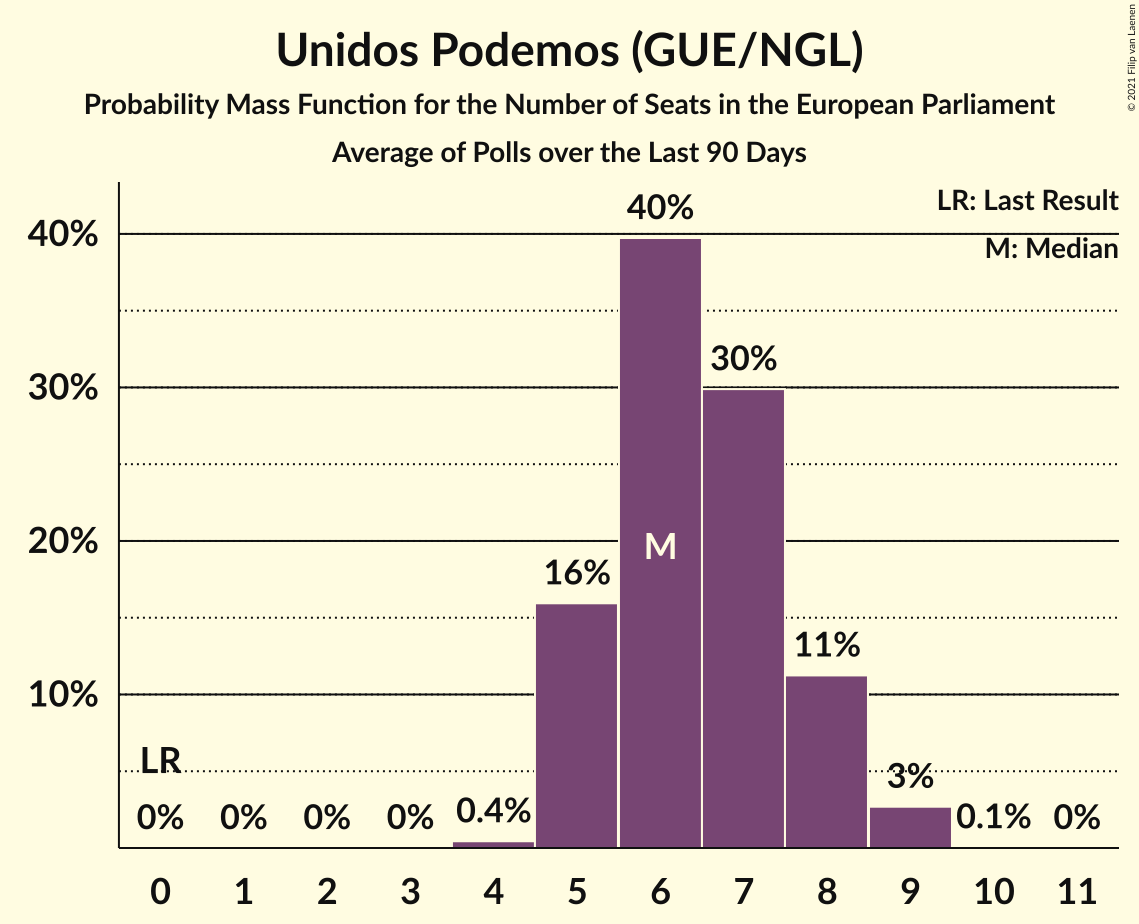 Unidos Podemos (GUE/NGL)
Probability Mass Function for the Number of Seats in the European Parliament
Average of Polls over the Last 90 Days
© 2021 Filip van Laenen
LR: Last Result
M: Median
40%
30%
20%
10%
LR
0%
0%
0%
0%
0.4%
16%
40%
M
30%
11%
3%
0.1%
0%
0 1 2 3 4 5 6 7 8 9 10 11